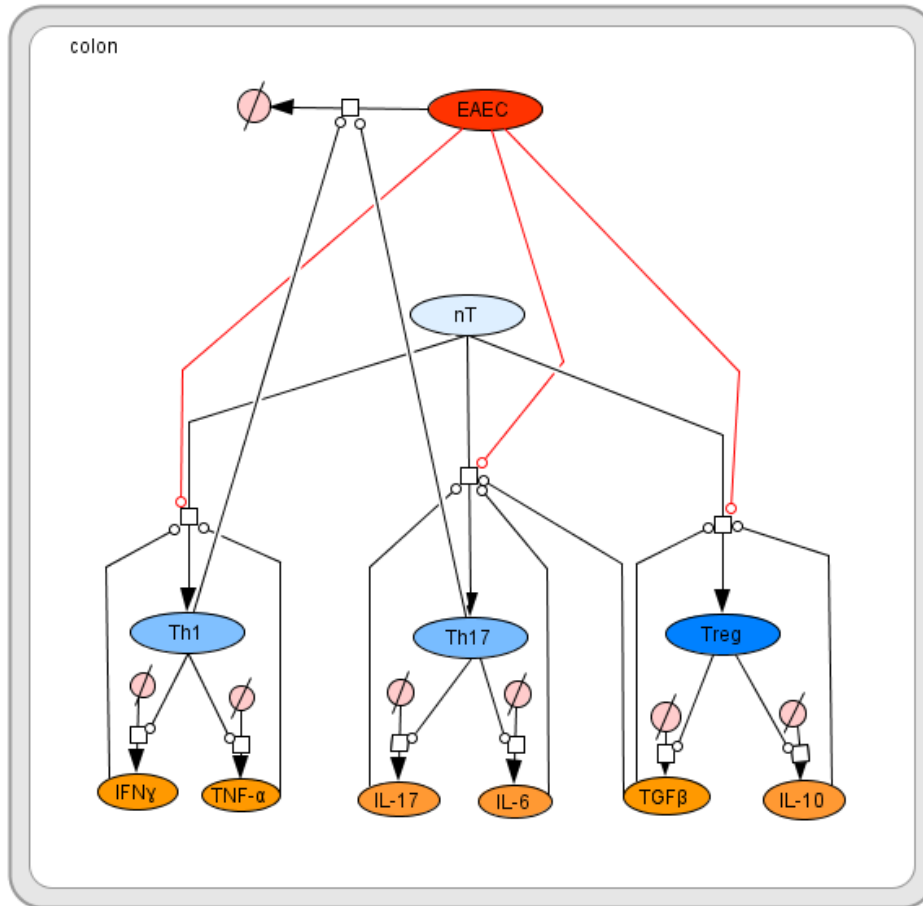 colon
EAEC
nT
Th1
Th17
Treg
IFNɣ
TNF-α
IL-17
IL-6
TGFβ
IL-10